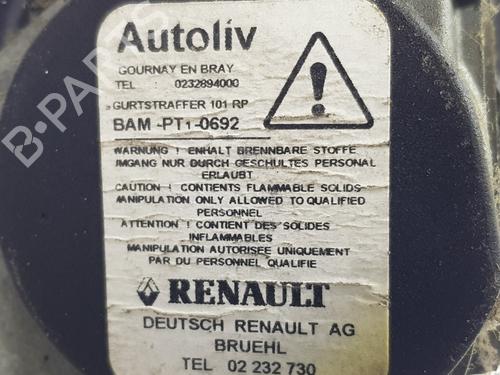 Autoliv
GOURNAY EN BRAY
TEL : 0232894000
GURTSTRAFFER 101 RP
BAM -PT1-0692
WARNUNG ! ENHALT BRENNBARE STOFFE
UMGANG NUR DURCH GESCHULTES PERSONAL
ERLAUBT
CAUTION ! CONTENTS FLAMMABLE SOLIDS
MANIPULATION ONLY ALLOWED TO QUALIFIED
PERSONNEL
ATTENTION ! CONTIENT DES SOLIDES
INFLAMMABLES
MANIPULATION AUTORISEE UNIQUEMENT
PAR DU PERSONNEL QUALIFIE
RENAULT
DEUTSCH RENAULT AG
BRUEHL
TEL 02 232 730
B-PARTS